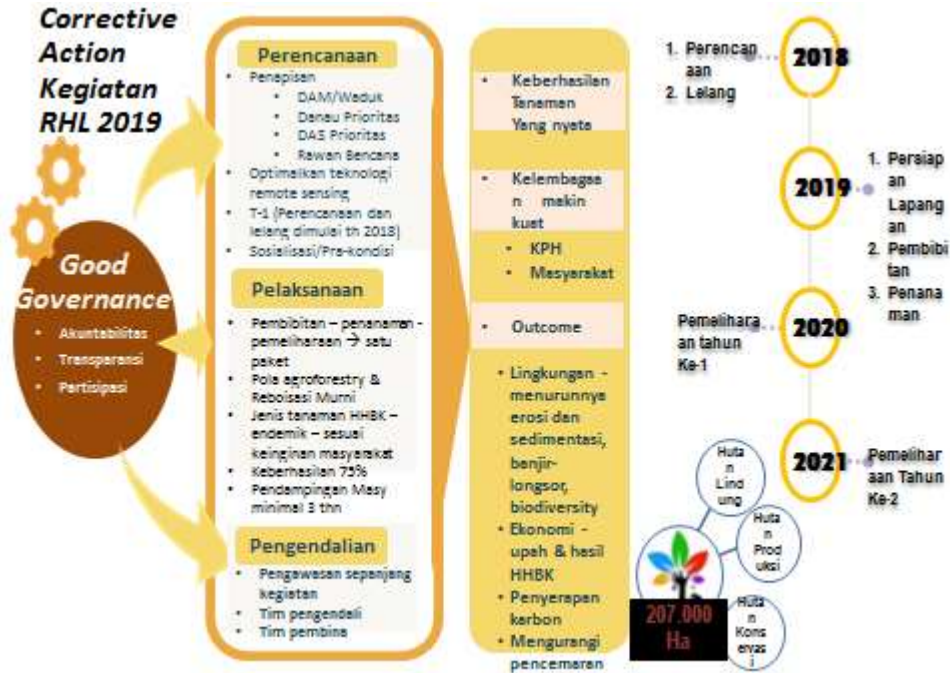 Corrective
Action
Kegiatan
RHL 2019
Good
Governance
• Akuntabilitas
• Transparansi
• Partisipasi
Perencanaan
• Penapisan
• DAM/Waduk
• Danau Prioritas
• DAS Prioritas
• Rawan Bencana
• Optimalkan teknologi
remote sensing
• T-1 (Perencanaan dan
lelang dimulai th 2018)
• Sosialisasi/Pra-kondisi
Pelaksanaan
• Pembibitan – penanaman -
pemeliharaan → satu
paket
• Pola agroforestry &
Reboisasi Murni
• Jenis tanaman HHBK –
endemik – sesuai
keinginan masyarakat
• Keberhasilan 75%
• Pendampingan Masy
minimal 3 thn
Pengendalian
• Pengawasan sepanjang
kegiatan
• Tim pengendali
• Tim pembina
• Keberhasilan
Tanaman
Yang nyata
• Kelembagaa
n makin
kuat
• KPH
• Masyarakat
• Outcome
• Lingkungan -
menurunnya
erosi dan
sedimentasi,
banjir-
longsor,
biodiversity
• Ekonomi -
upah & hasil
HHBK
• Penyerapan
karbon
• Mengurangi
pencemaran
1. Perencan
aan
2. Lelang
2018
2019
1. Persiap
an
Lapang
an
2. Pembibi
tan
3. Penana
man
Pemelihara
an tahun
Ke-1
2020
2021
Pemelihar
aan Tahun
Ke-2
Huta
n
Lind
ung
Huta
n
Prod
uksi
Huta
n
Kons
ervas
i
207.000
Ha